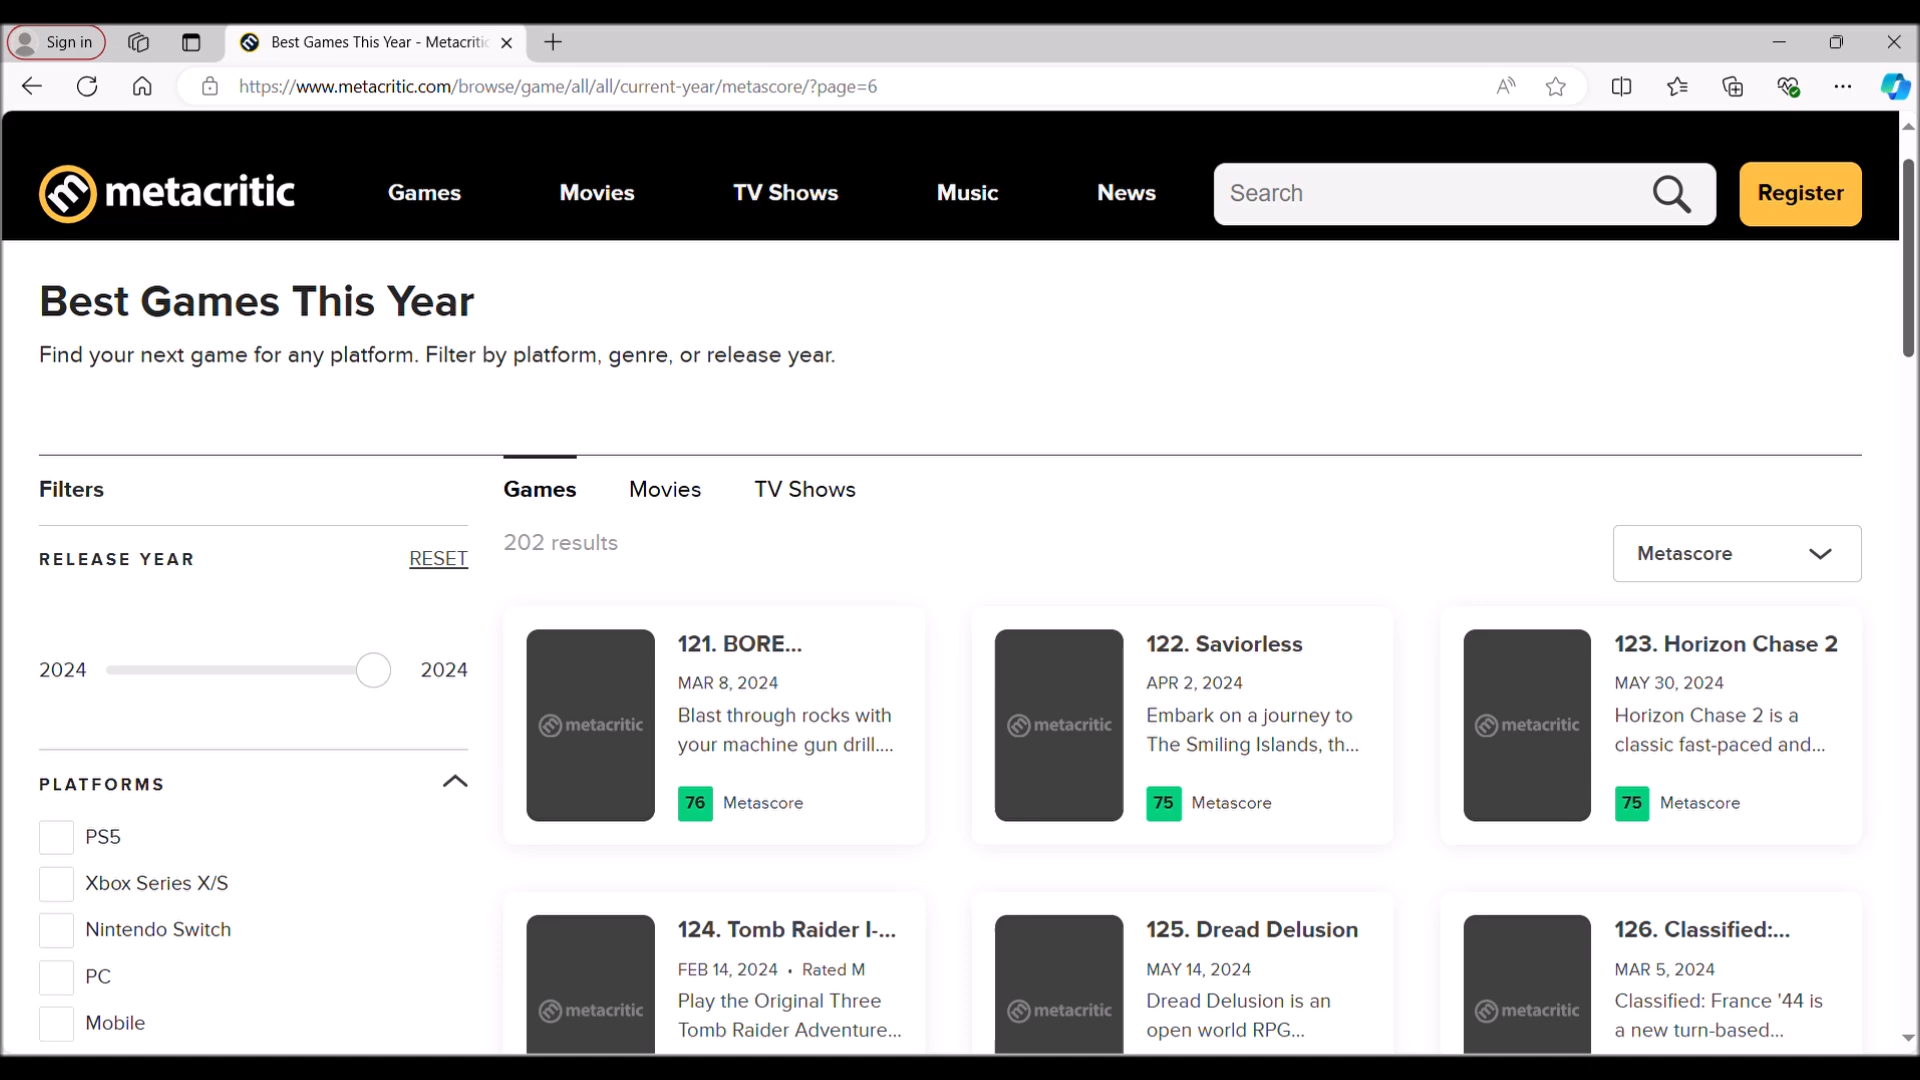 Sign in
Best Games This Year - Metacritic
https://www.metacritic.com/browse/game/all/all/current-year/metascore/?page=6
metacritic
Games
Movies
TV Shows
Music
News
Search
Register
Best Games This Year
Find your next game for any platform. Filter by platform, genre, or release year.
Filters
Games
Movies
TV Shows
RELEASE YEAR
RESET
202 results
Metascore
2024
2024
PLATFORMS
PS5
Xbox Series X/S
Nintendo Switch
PC
Mobile
metacritic
121. BORE...
MAR 8, 2024
Blast through rocks with
your machine gun drill....
76 Metascore
metacritic
122. Saviorless
APR 2, 2024
Embark on a journey to
The Smiling Islands, th...
75 Metascore
metacritic
123. Horizon Chase 2
MAY 30, 2024
Horizon Chase 2 is a
classic fast-paced and...
75 Metascore
metacritic
124. Tomb Raider I-...
FEB 14, 2024 • Rated M
Play the Original Three
Tomb Raider Adventure...
metacritic
125. Dread Delusion
MAY 14, 2024
Dread Delusion is an
open world RPG...
metacritic
126. Classified:...
MAR 5, 2024
Classified: France '44 is
a new turn-based...